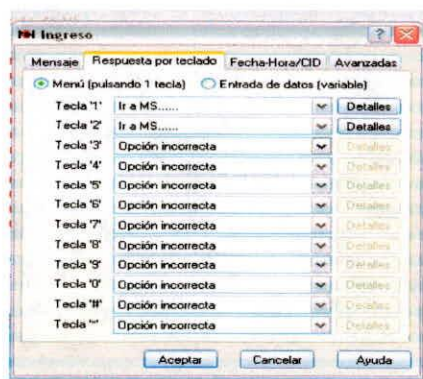 Ingreso
Mensaje Respuesta por teclado Fecha-Hora/CID Avanzadas
Menú (pulsando 1 tecla) Entrada de datos (variable)
Tecla '1' Ir a MS...... Detalles
Tecla '2' Ir a MS...... Detalles
Tecla '3' Opción incorrecta Detalles
Tecla '4' Opción incorrecta Detalles
Tecla '5' Opción incorrecta Detalles
Tecla '6' Opción incorrecta Detalles
Tecla '7' Opción incorrecta Detalles
Tecla '8' Opción incorrecta Detalles
Tecla '9' Opción incorrecta Detalles
Tecla '0' Opción incorrecta Detalles
Tecla '#' Opción incorrecta Detalles
Tecla '*' Opción incorrecta Detalles
Aceptar Cancelar Ayuda